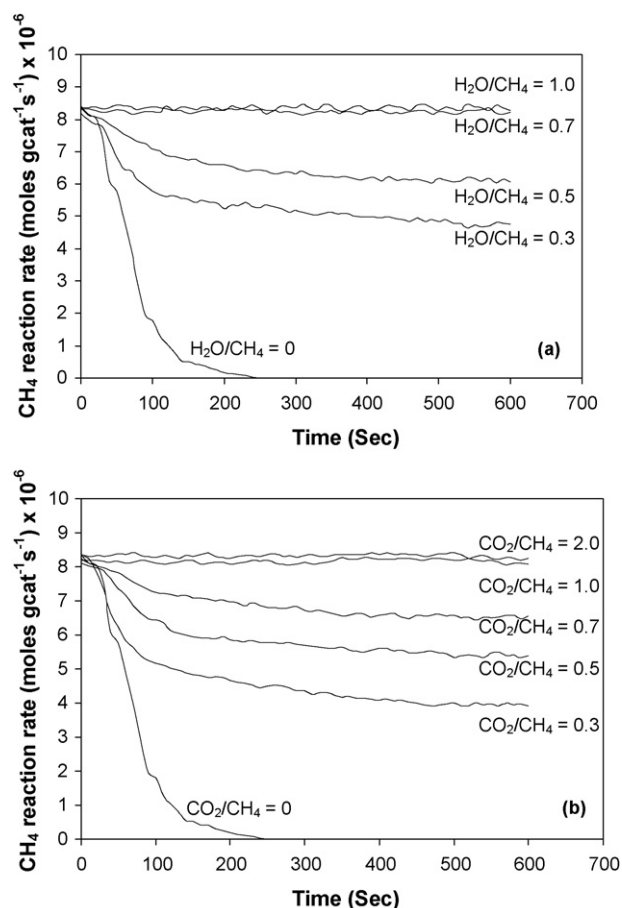 10
9
8
7
6
5
4
3
2
1
0
CH₄ reaction rate (moles gcat⁻¹s⁻¹) x 10⁻⁶
H₂O/CH₄ = 1.0
H₂O/CH₄ = 0.7
H₂O/CH₄ = 0.5
H₂O/CH₄ = 0.3
H₂O/CH₄ = 0
(a)
0 100 200 300 400 500 600 700
Time (Sec)
10
9
8
7
6
5
4
3
2
1
0
CH₄ reaction rate (moles gcat⁻¹s⁻¹) x 10⁻⁶
CO₂/CH₄ = 2.0
CO₂/CH₄ = 1.0
CO₂/CH₄ = 0.7
CO₂/CH₄ = 0.5
CO₂/CH₄ = 0.3
CO₂/CH₄ = 0
(b)
0 100 200 300 400 500 600 700
Time (Sec)